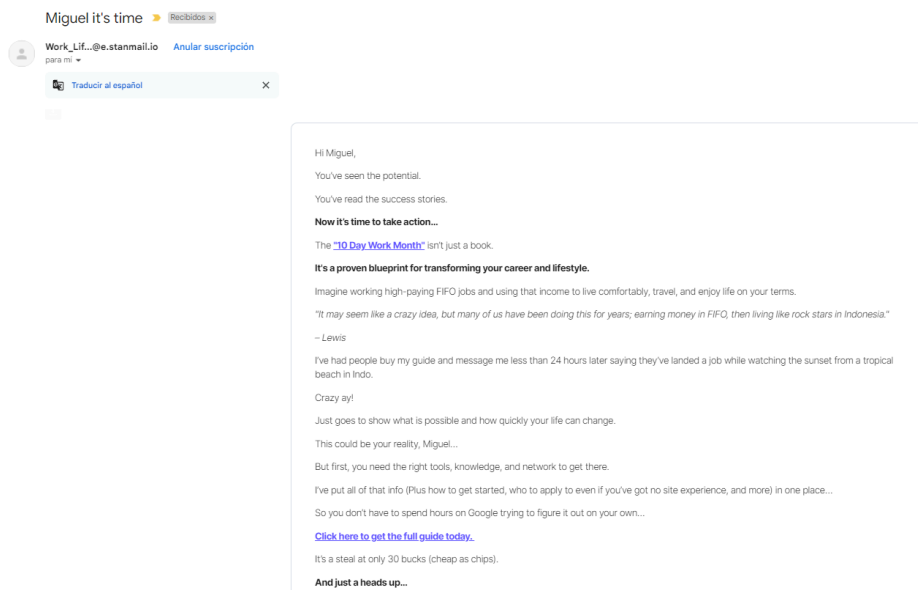 Miguel it's time
Recibidos ×
Work_Lif...@e.stanmail.io Anular suscripción
para mí
Traducir al español
Hi Miguel,
You've seen the potential.
You've read the success stories.
Now it's time to take action...
The "10 Day Work Month" isn't just a book.
It's a proven blueprint for transforming your career and lifestyle.
Imagine working high-paying FIFO jobs and using that income to live comfortably, travel, and enjoy life on your terms.
"It may seem like a crazy idea, but many of us have been doing this for years; earning money in FIFO, then living like rock stars in Indonesia."
– Lewis
I've had people buy my guide and message me less than 24 hours later saying they've landed a job while watching the sunset from a tropical
beach in Indo.
Crazy ay!
Just goes to show what is possible and how quickly your life can change.
This could be your reality, Miguel...
But first, you need the right tools, knowledge, and network to get there.
I've put all of that info (Plus how to get started, who to apply to even if you've got no site experience, and more) in one place...
So you don't have to spend hours on Google trying to figure it out on your own...
Click here to get the full guide today.
It's a steal at only 30 bucks (cheap as chips).
And just a heads up...